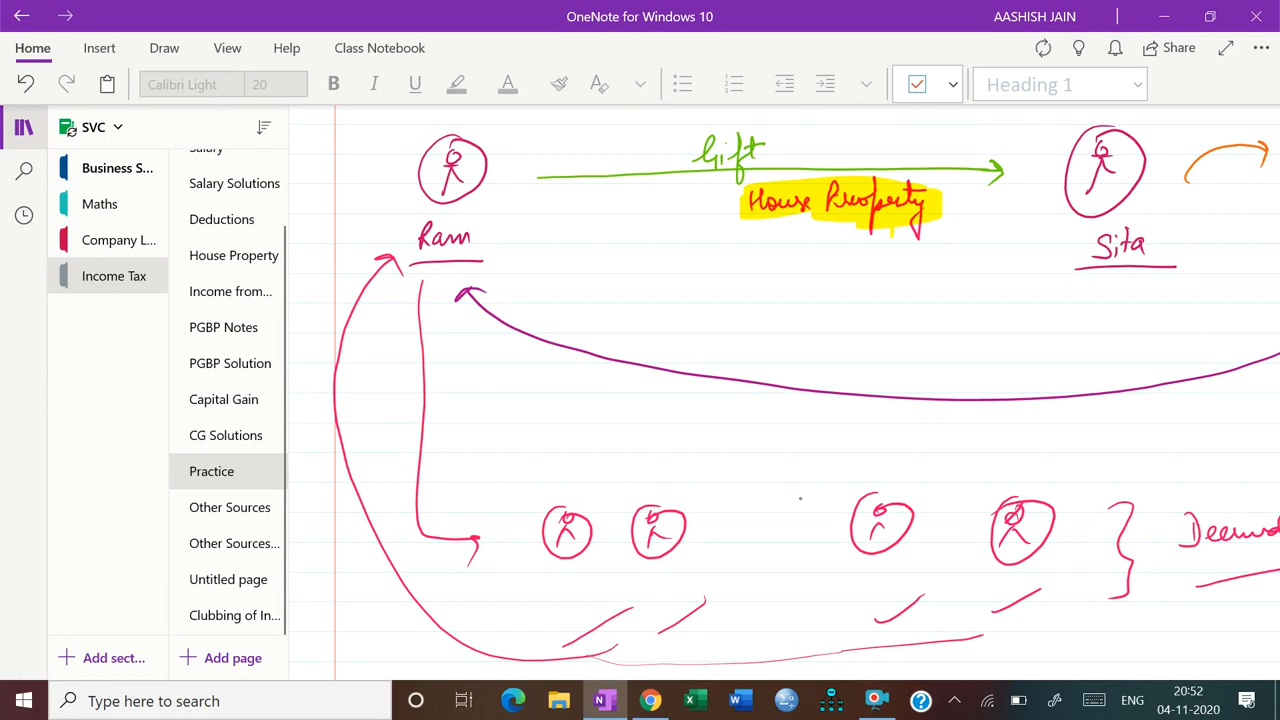 OneNote for Windows 10
AASHISH JAIN
Home Insert Draw View Help Class Notebook
Share
Calibri Light 20 B I U A Heading 1
SVC
Business S...
Maths
Company L...
Income Tax
Salary
Salary Solutions
Deductions
House Property
Income from...
PGBP Notes
PGBP Solution
Capital Gain
CG Solutions
Practice
Other Sources
Other Sources...
Untitled page
Clubbing of In...
Add sect...
Add page
Gift
House Property
Ram
Sita
Deemed
Type here to search
ENG
20:52
04-11-2020